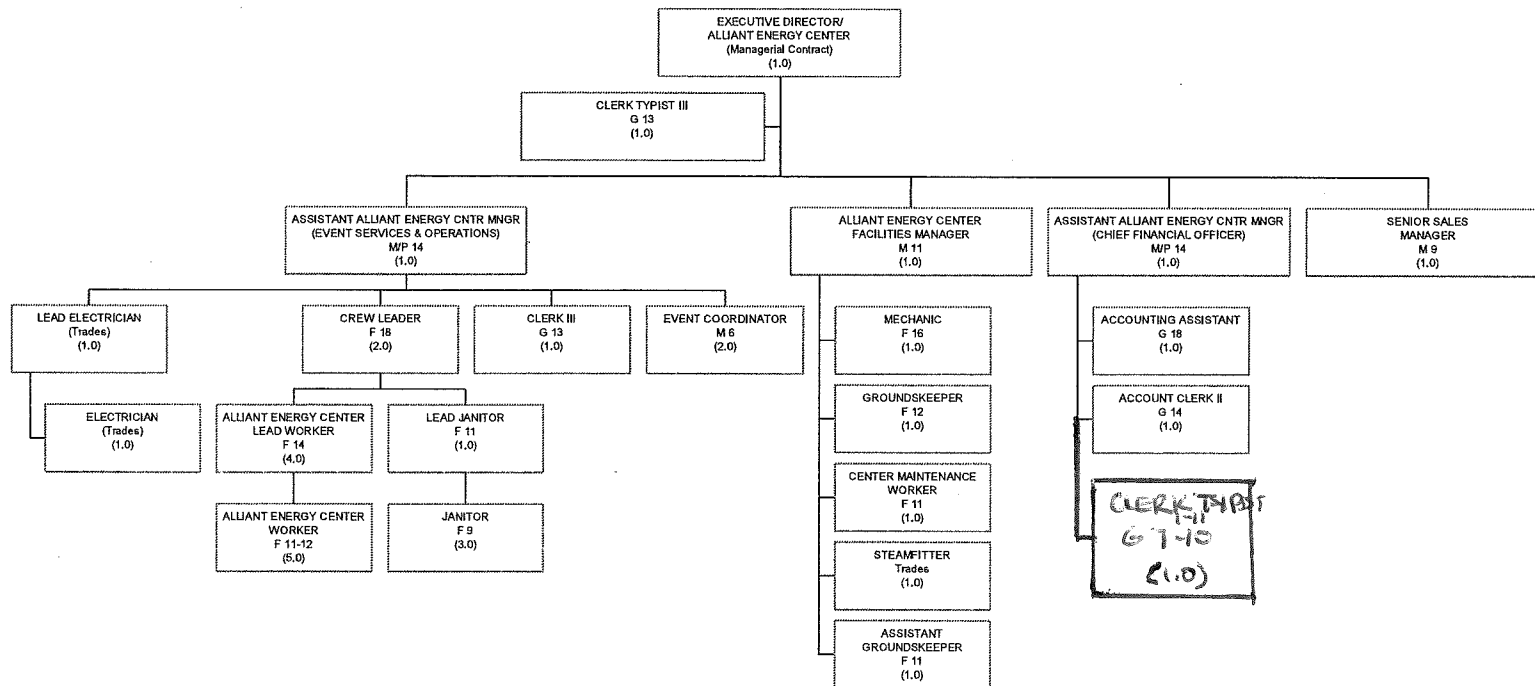 EXECUTIVE DIRECTOR/
ALLIANT ENERGY CENTER
(Managerial Contract)
(1.0)
CLERK TYPIST III
G 13
(1.0)
ASSISTANT ALLIANT ENERGY CNTR MNGR
(EVENT SERVICES & OPERATIONS)
M/P 14
(1.0)
ALLIANT ENERGY CENTER
FACILITIES MANAGER
M 11
(1.0)
ASSISTANT ALLIANT ENERGY CNTR MNGR
(CHIEF FINANCIAL OFFICER)
M/P 14
(1.0)
SENIOR SALES
MANAGER
M 9
(1.0)
LEAD ELECTRICIAN
(Trades)
(1.0)
CREW LEADER
F 18
(2.0)
CLERK III
G 13
(1.0)
EVENT COORDINATOR
M 6
(2.0)
ELECTRICIAN
(Trades)
(1.0)
ALLIANT ENERGY CENTER
LEAD WORKER
F 14
(4.0)
LEAD JANITOR
F 11
(1.0)
ALLIANT ENERGY CENTER
WORKER
F 11-12
(5.0)
JANITOR
F 9
(3.0)
MECHANIC
F 16
(1.0)
GROUNDSKEEPER
F 12
(1.0)
CENTER MAINTENANCE
WORKER
F 11
(1.0)
STEAMFITTER
Trades
(1.0)
ASSISTANT
GROUNDSKEEPER
F 11
(1.0)
ACCOUNTING ASSISTANT
G 18
(1.0)
ACCOUNT CLERK II
G 14
(1.0)
CLERK TYPIST
I-II
G 7-10
(1.0)